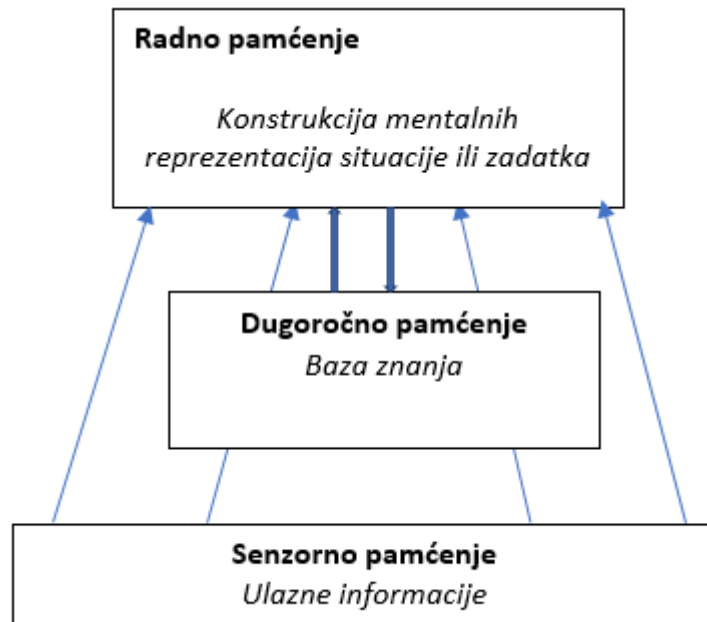 Radno pamćenje
Konstrukcija mentalnih
reprezentacija situacije ili zadatka
Dugoročno pamćenje
Baza znanja
Senzorno pamćenje
Ulazne informacije